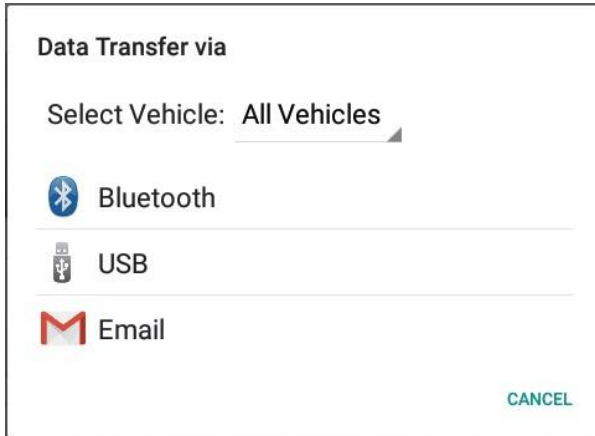 Data Transfer via
Select Vehicle: All Vehicles
Bluetooth
USB
Email
CANCEL